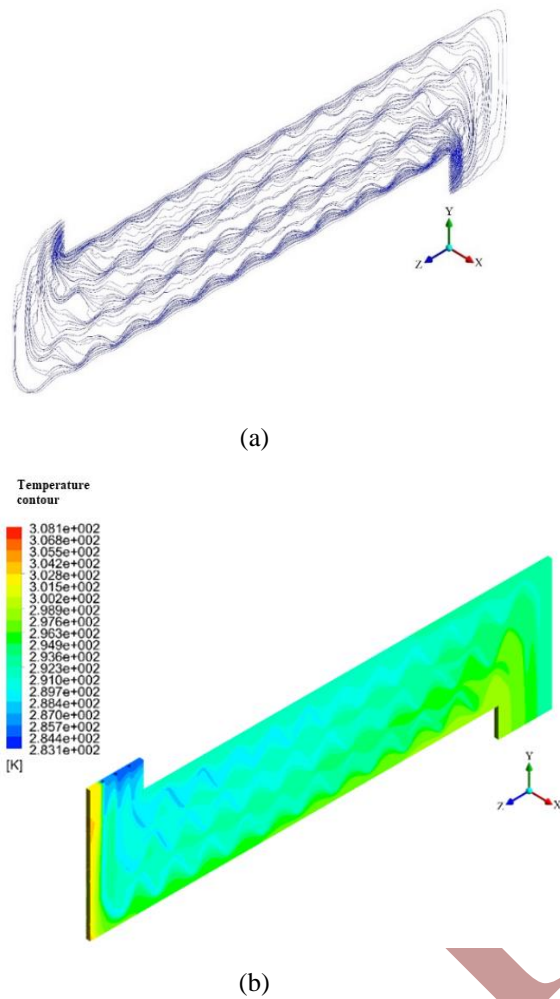 Y
Z
X
(a)
Temperature
contour
3.081e+002
3.068e+002
3.055e+002
3.042e+002
3.028e+002
3.015e+002
3.002e+002
2.989e+002
2.976e+002
2.963e+002
2.949e+002
2.936e+002
2.923e+002
2.910e+002
2.897e+002
2.884e+002
2.870e+002
2.857e+002
2.844e+002
2.831e+002
[K]
Y
Z
X
(b)